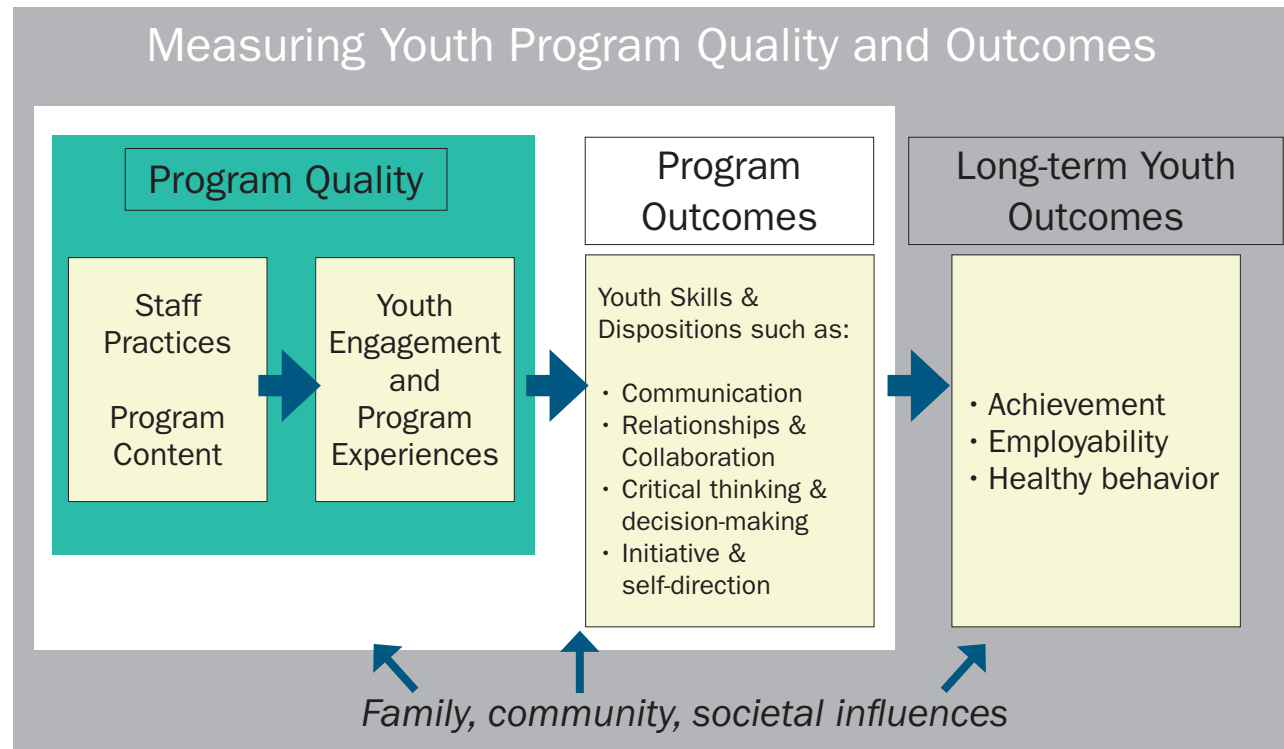 Measuring Youth Program Quality and Outcomes
Program Quality
Staff
Practices
Program
Content
Youth
Engagement
and
Program
Experiences
Program
Outcomes
Youth Skills &
Dispositions such as:
· Communication
· Relationships &
Collaboration
· Critical thinking &
decision-making
· Initiative &
self-direction
Long-term Youth
Outcomes
· Achievement
· Employability
· Healthy behavior
Family, community, societal influences